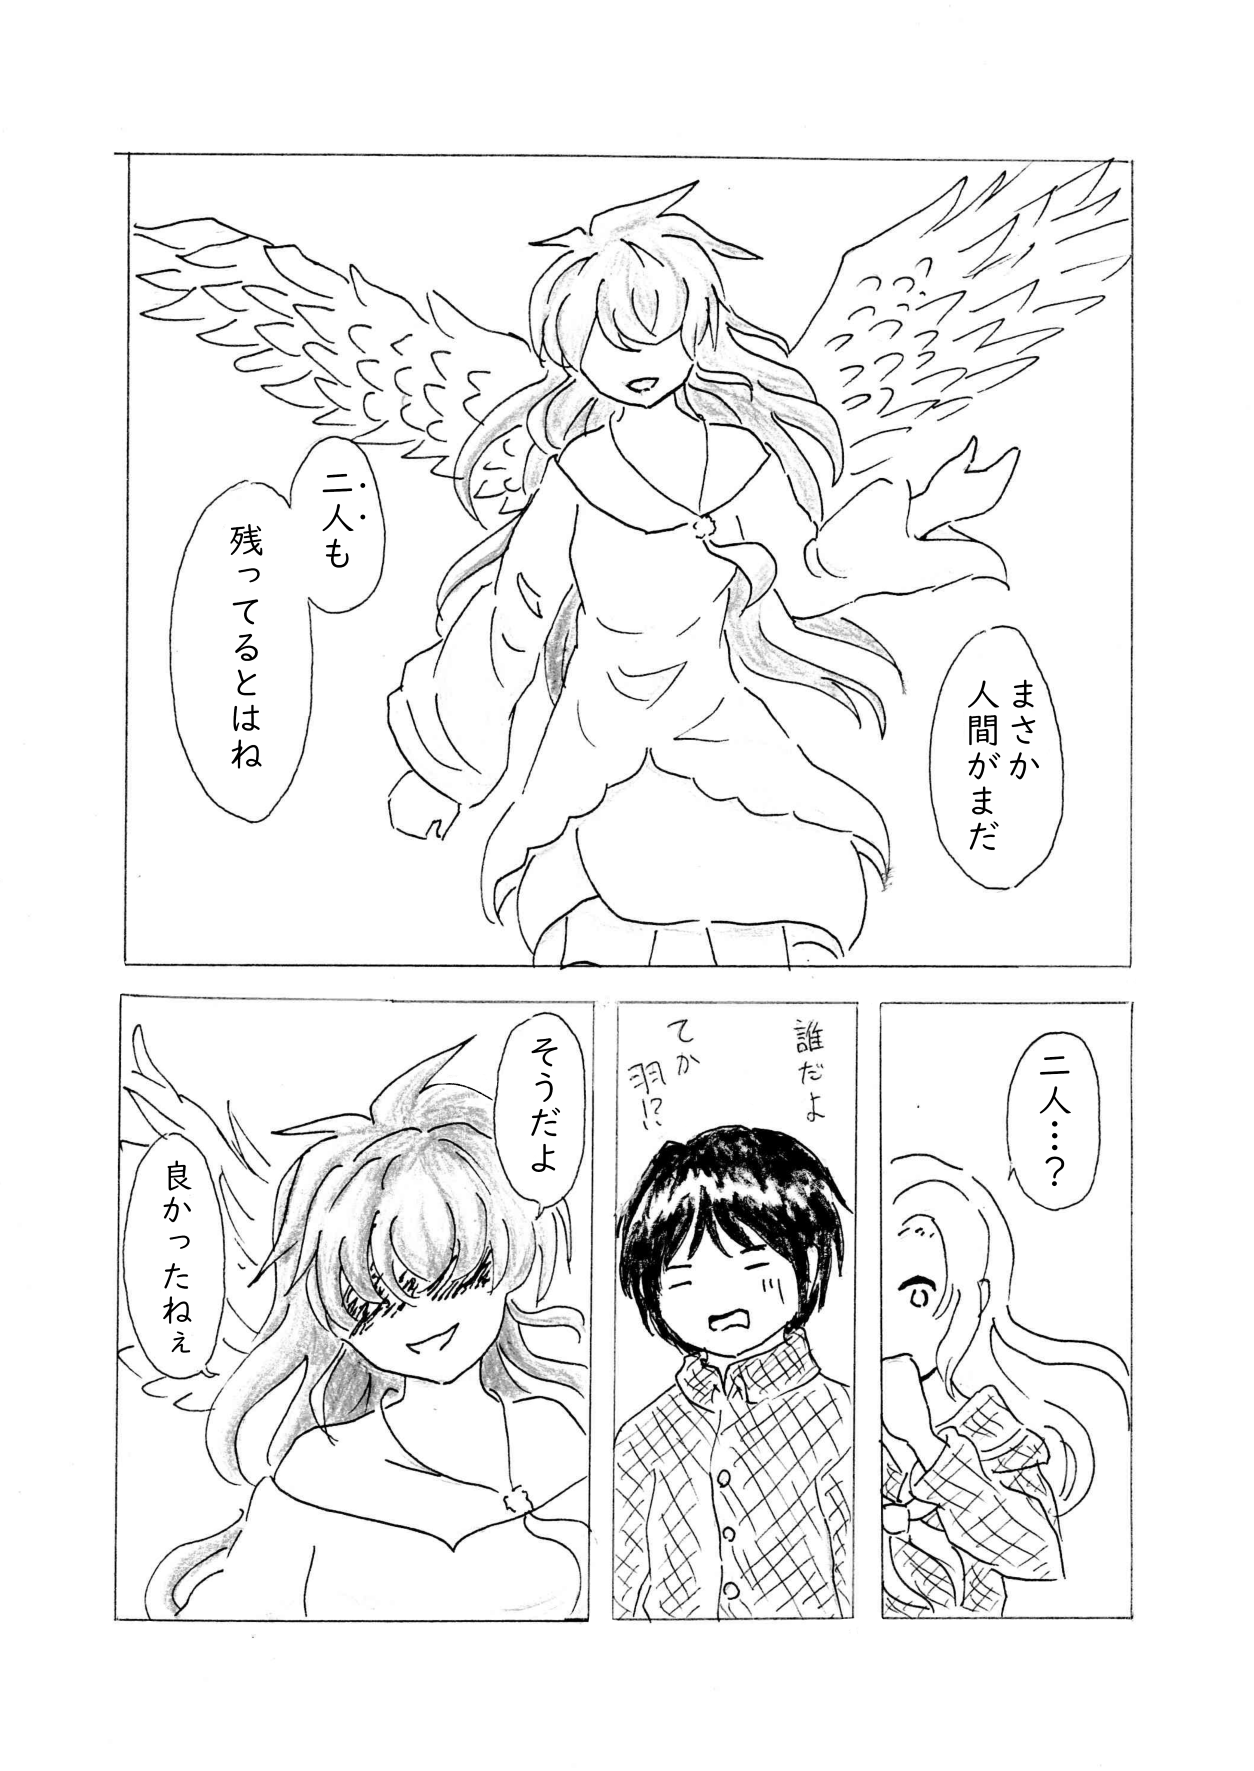 まさか
人間がまだ
二人も
残ってるとはね
二人…?
誰だよ
てか
羽!?
そうだよ
良かったねぇ